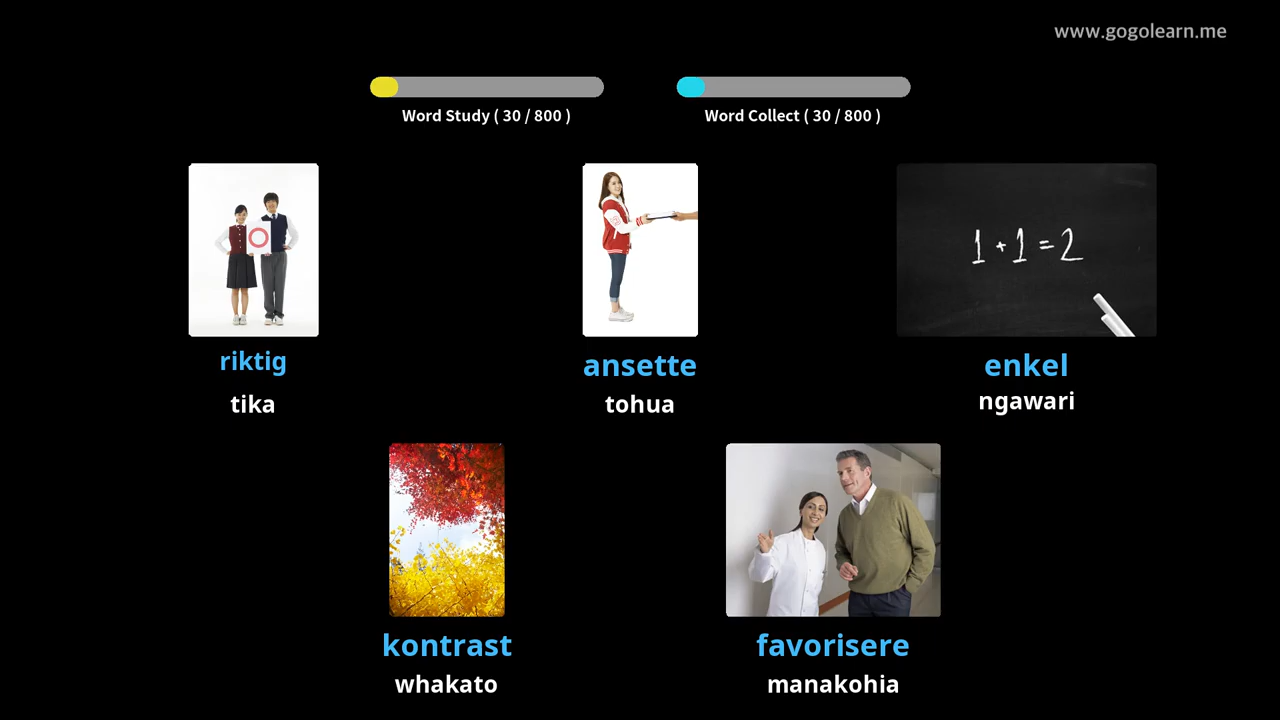 www.gogolearn.me
Word Study ( 30 / 800 )
Word Collect ( 30 / 800 )
1 + 1 = 2
riktig
tika
ansette
tohua
enkel
ngawari
kontrast
whakato
favorisere
manakohia